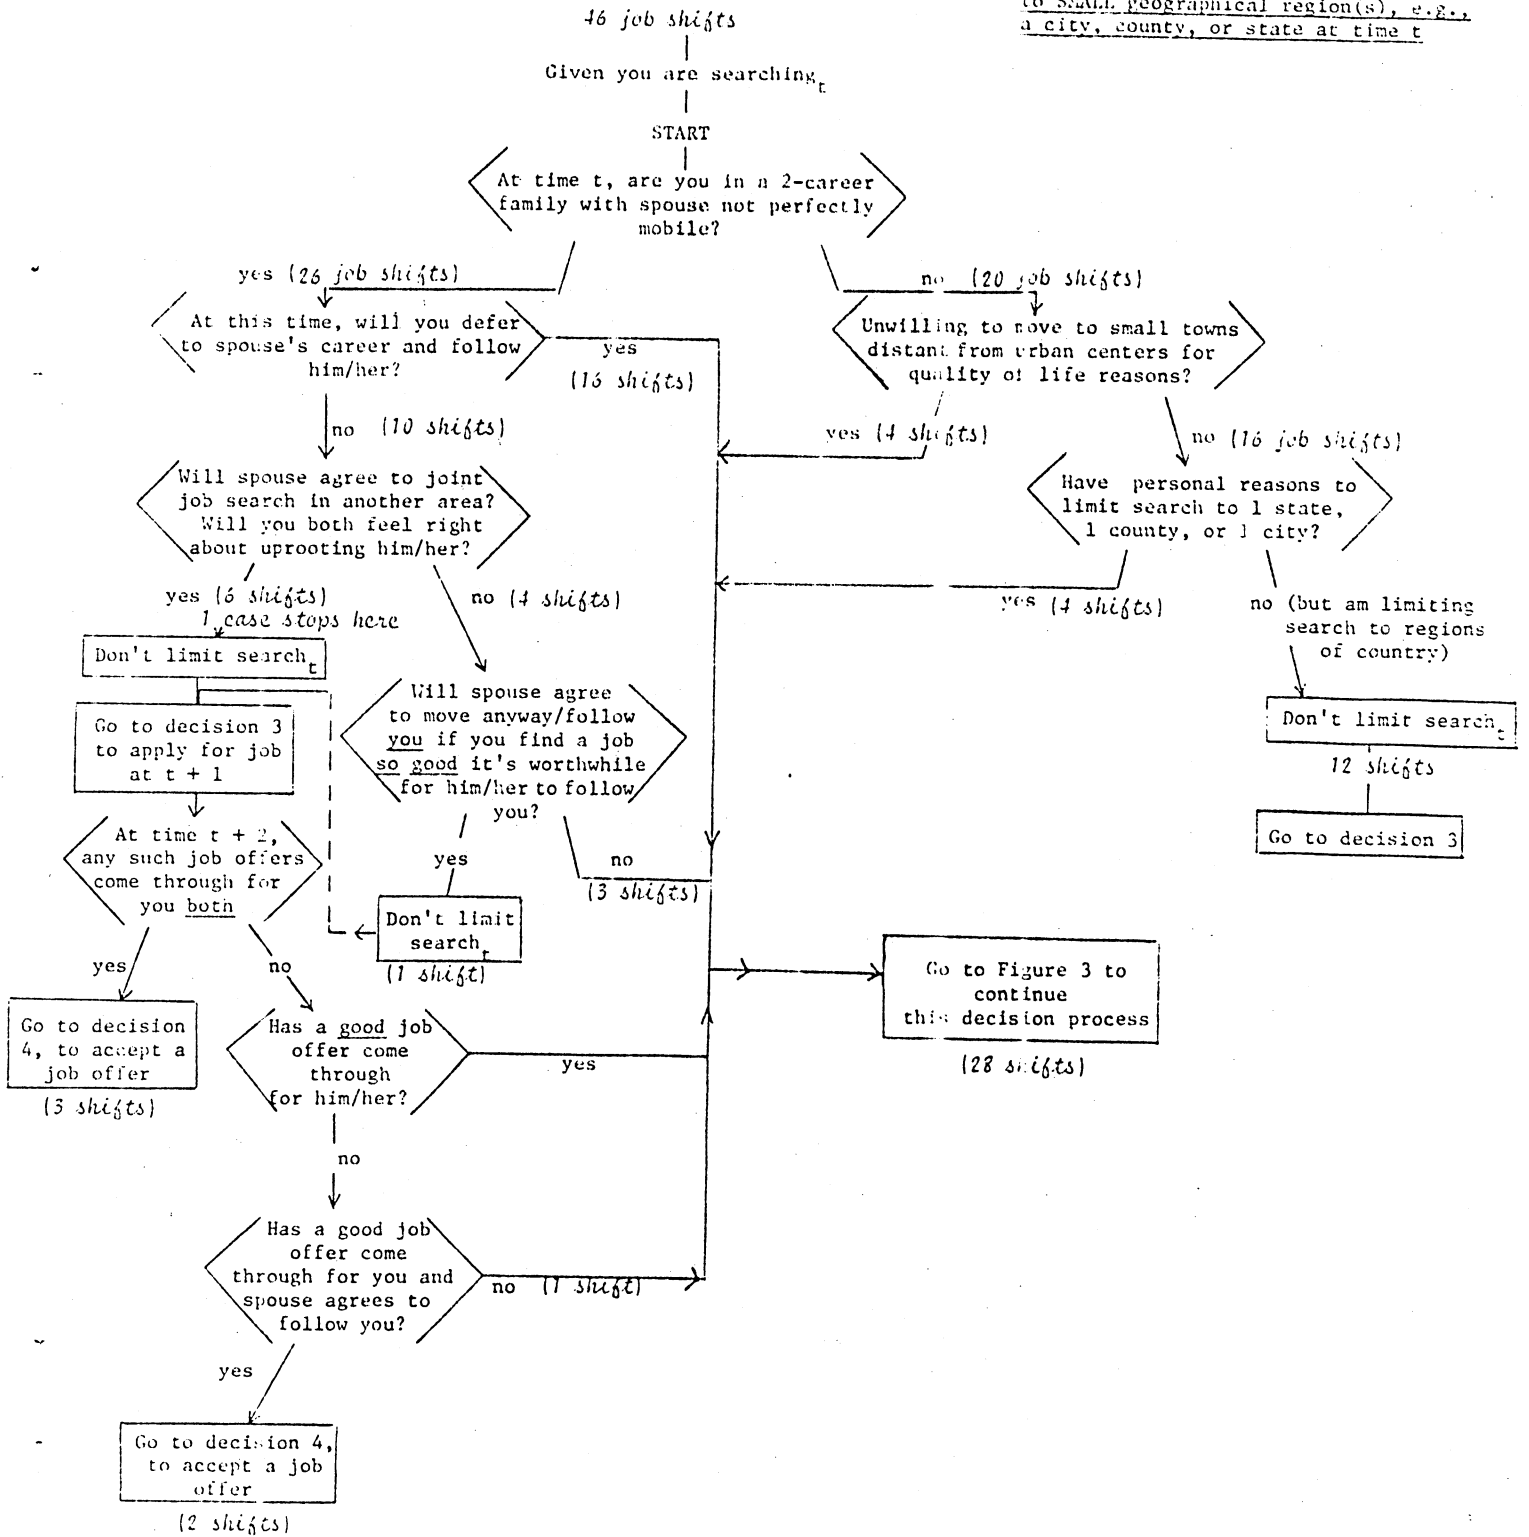 46 job shifts
to SMALL geographical region(s), e.g.,
a city, county, or state at time t
Given you are searching t
START
At time t, are you in a 2-career
family with spouse not perfectly
mobile?
yes (26 job shifts)
no (20 job shifts)
At this time, will you defer
to spouse's career and follow
him/her?
yes
(16 shifts)
Unwilling to move to small towns
distant from urban centers for
quality of life reasons?
no (10 shifts)
yes (4 shifts)
no (16 job shifts)
Will spouse agree to joint
job search in another area?
Will you both feel right
about uprooting him/her?
Have personal reasons to
limit search to 1 state,
1 county, or 1 city?
yes (6 shifts)
1 case stops here
no (4 shifts)
yes (4 shifts)
no (but am limiting
search to regions
of country)
Don't limit search t
Go to decision 3
to apply for job
at t + 1
Will spouse agree
to move anyway/follow
you if you find a job
so good it's worthwhile
for him/her to follow
you?
Don't limit search t
12 shifts
Go to decision 3
At time t + 2,
any such job offers
come through for
you both
yes
no
(3 shifts)
Don't limit
search t
(1 shift)
yes
no
Go to Figure 3 to
continue
this decision process
(28 shifts)
Go to decision
4, to accept a
job offer
(3 shifts)
Has a good job
offer come
through
for him/her?
yes
no
Has a good job
offer come
through for you and
spouse agrees to
follow you?
no (1 shift)
yes
Go to decision 4,
to accept a job
offer
(2 shifts)